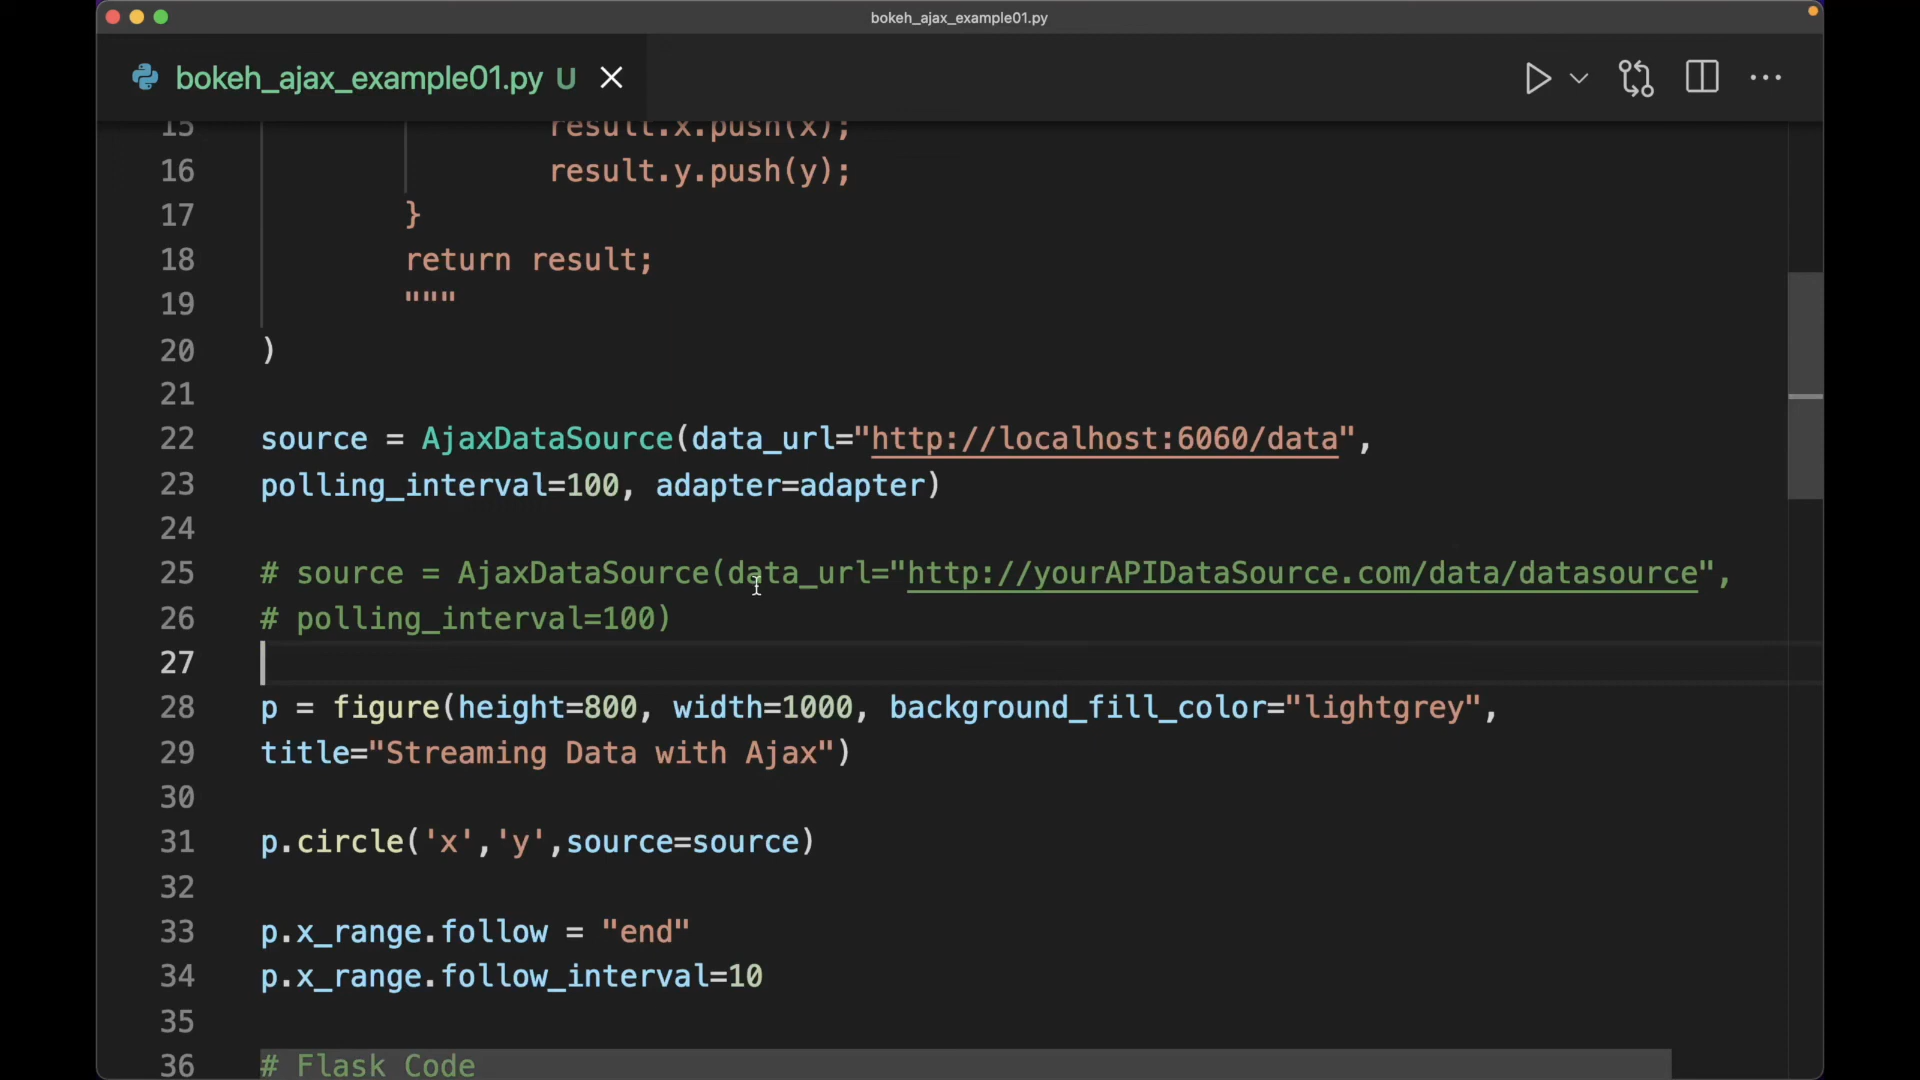 bokeh_ajax_example01.py
bokeh_ajax_example01.py U
15 result.x.push(x);
16 result.y.push(y);
17 }
18 return result;
19 """
20 )
21
22 source = AjaxDataSource(data_url="http://localhost:6060/data",
23 polling_interval=100, adapter=adapter)
24
25 # source = AjaxDataSource(data_url="http://yourAPIDataSource.com/data/datasource",
26 # polling_interval=100)
27
28 p = figure(height=800, width=1000, background_fill_color="lightgrey",
29 title="Streaming Data with Ajax")
30
31 p.circle('x','y',source=source)
32
33 p.x_range.follow = "end"
34 p.x_range.follow_interval=10
35
36 # Flask Code